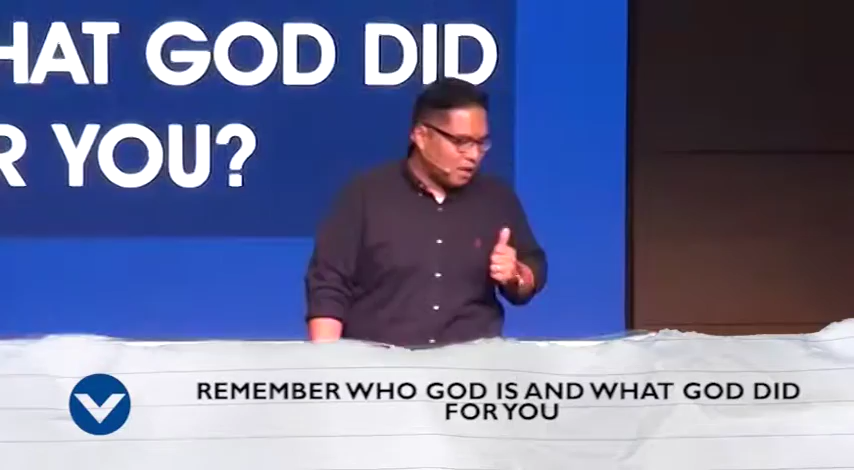 HAT GOD DID
R YOU?
REMEMBER WHO GOD IS AND WHAT GOD DID
FOR YOU